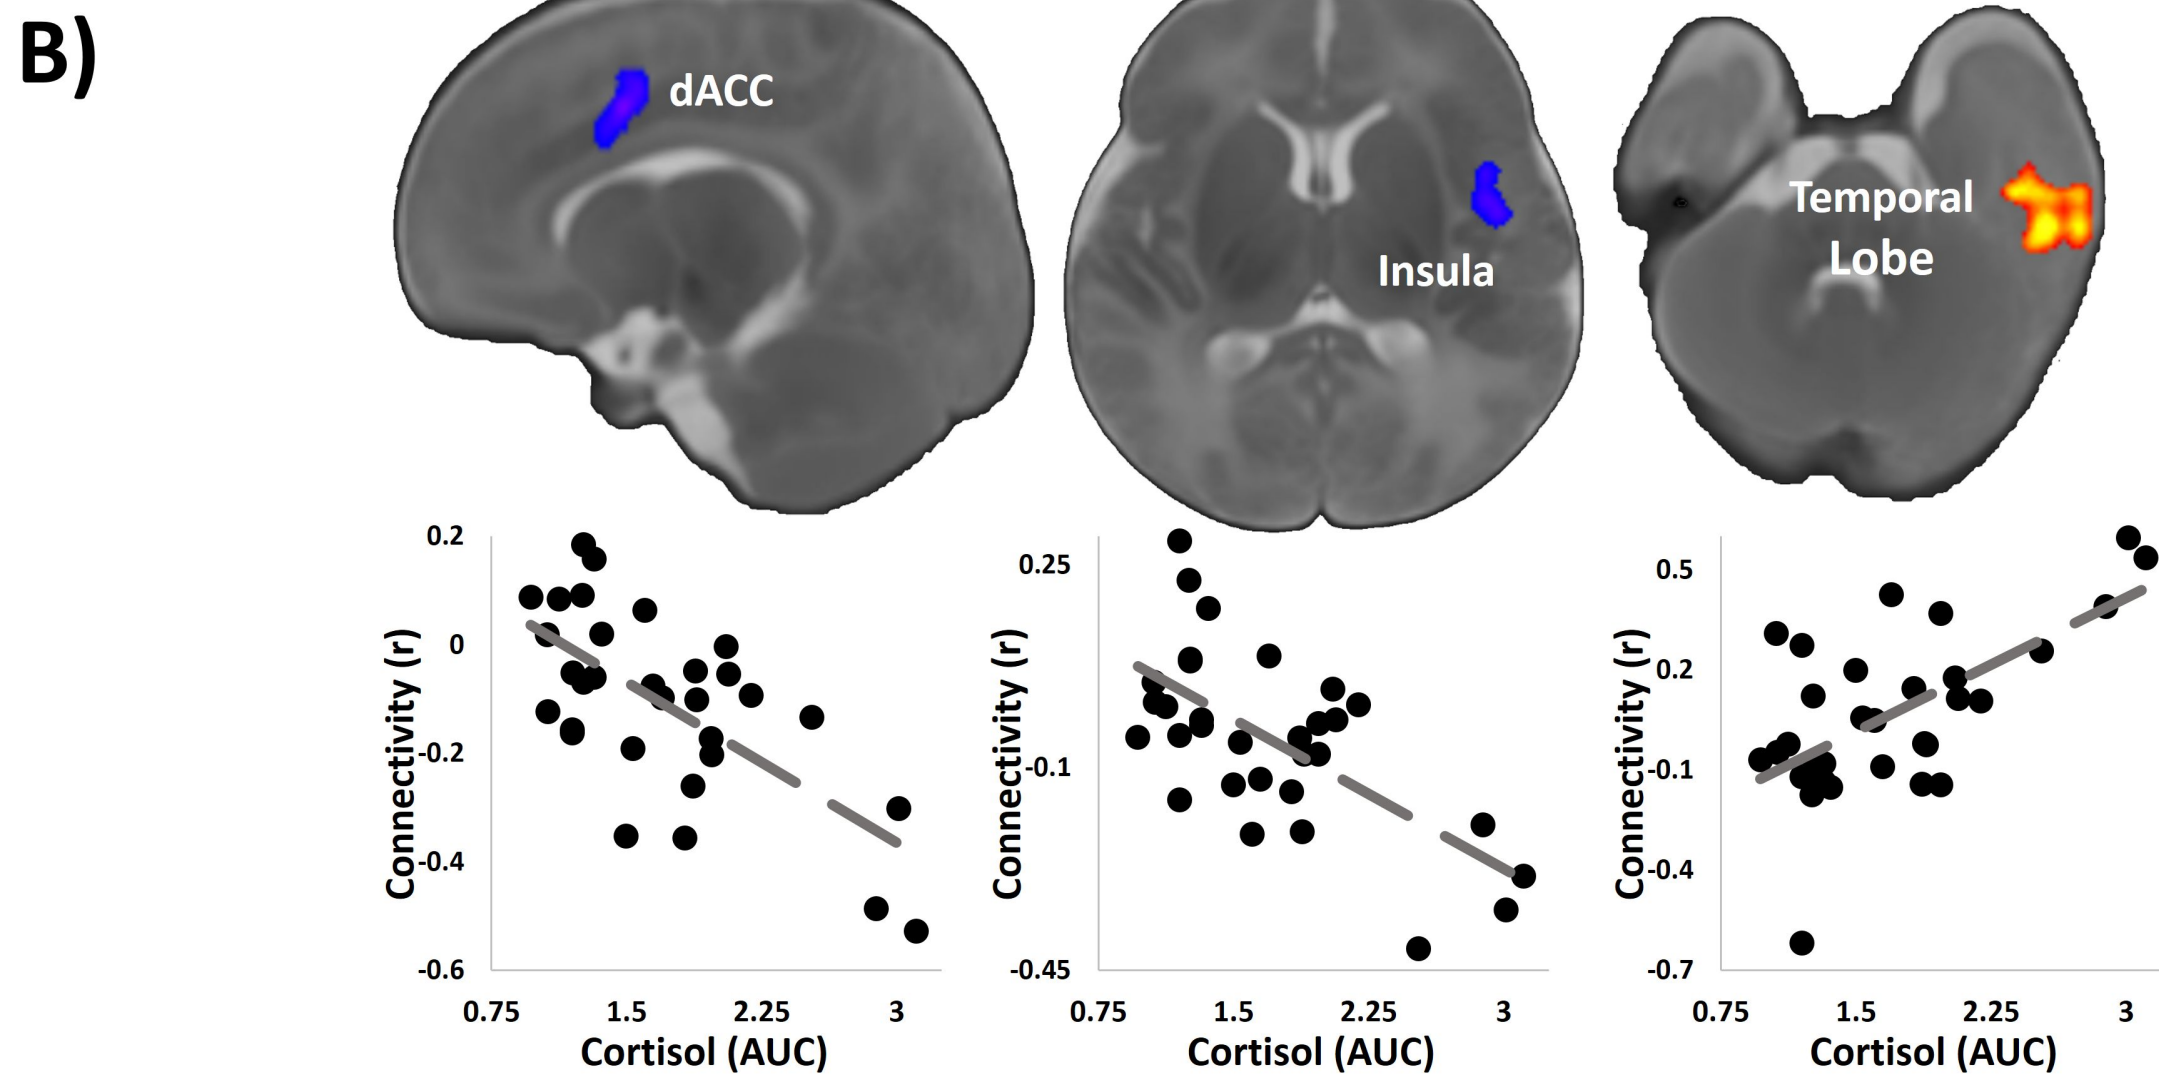 B)
dACC
Insula
Temporal
Lobe
0.2
0
-0.2
-0.4
-0.6
Connectivity (r)
0.75 1.5 2.25 3
Cortisol (AUC)
0.25
-0.1
-0.45
Connectivity (r)
0.75 1.5 2.25 3
Cortisol (AUC)
0.5
0.2
-0.1
-0.4
-0.7
Connectivity (r)
0.75 1.5 2.25 3
Cortisol (AUC)